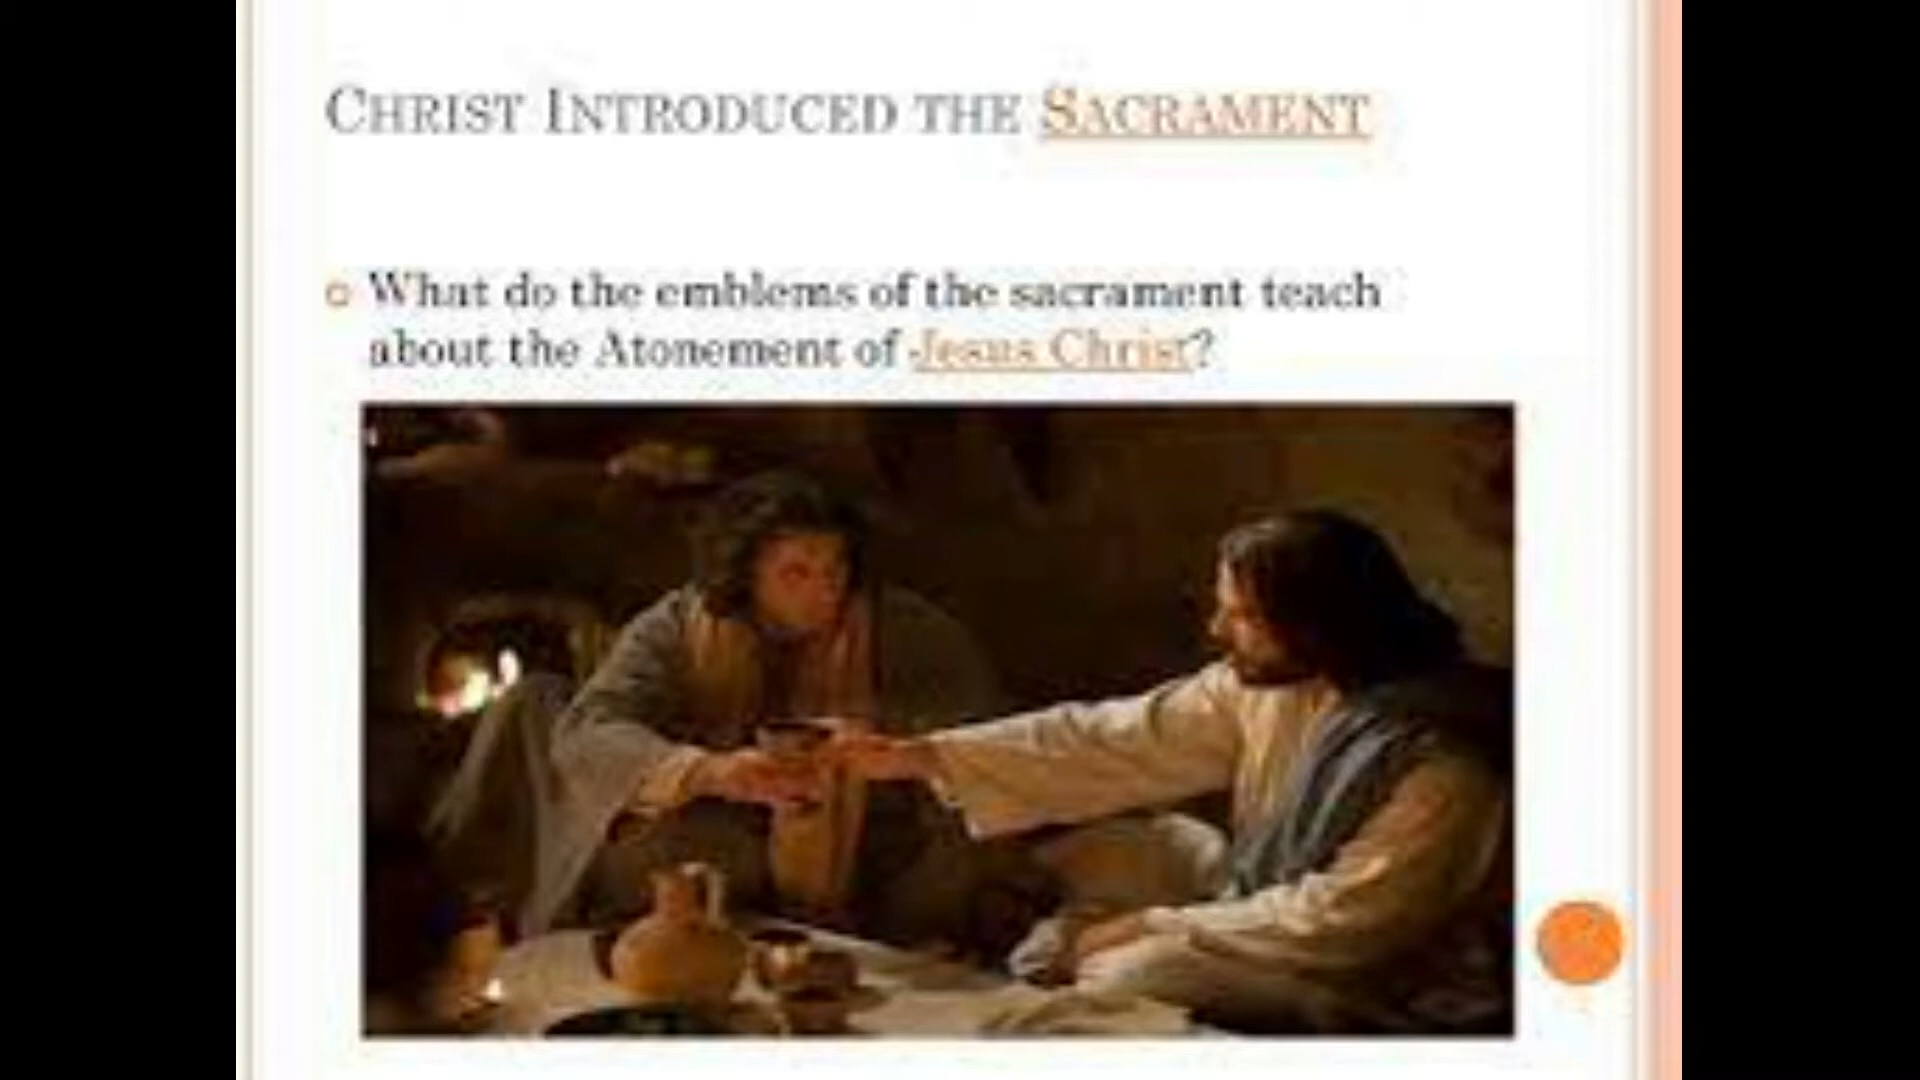 CHRIST INTRODUCED THE SACRAMENT
What do the emblems of the sacrament teach
about the Atonement of Jesus Christ?